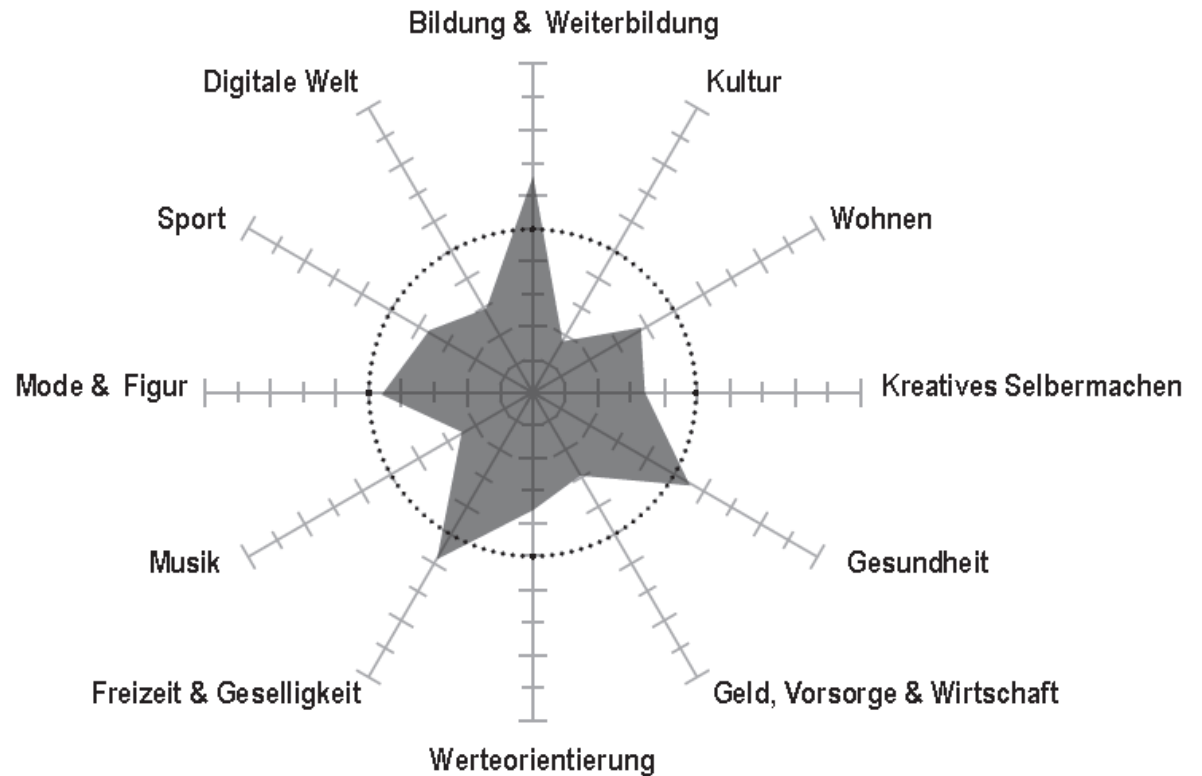 Bildung & Weiterbildung
Digitale Welt
Kultur
Sport
Wohnen
Mode & Figur
Kreatives Selbermachen
Musik
Gesundheit
Freizeit & Geselligkeit
Geld, Vorsorge & Wirtschaft
Werteorientierung